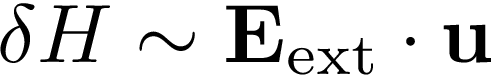 δH ∼ E_ext · u